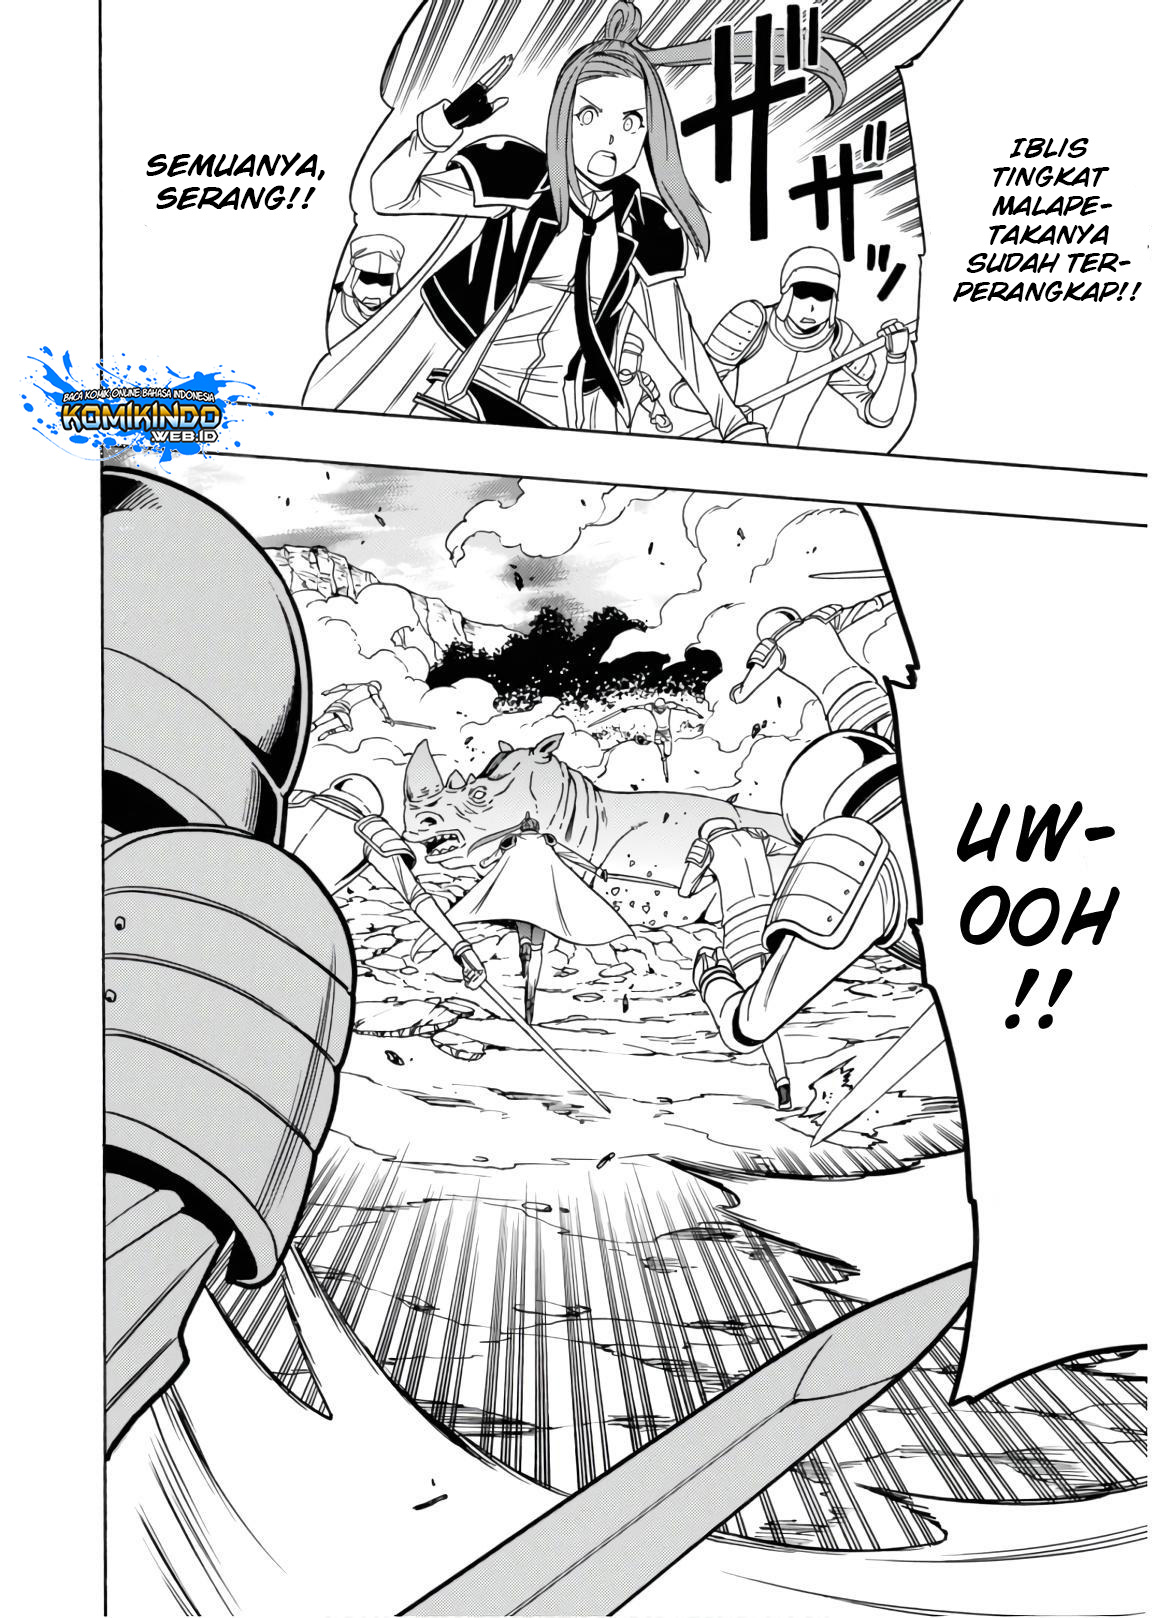 IBLIS
TINGKAT
MALAPE-
TAKANYA
SUDAH TER-
PERANGKAP!!
ザザザッ
SEMUANYA,
SERANG!!
BACA KOMIK ONLINE BAHASA INDONESIA
KOMIKINDO
WEB.ID
UW-
OOH
!!